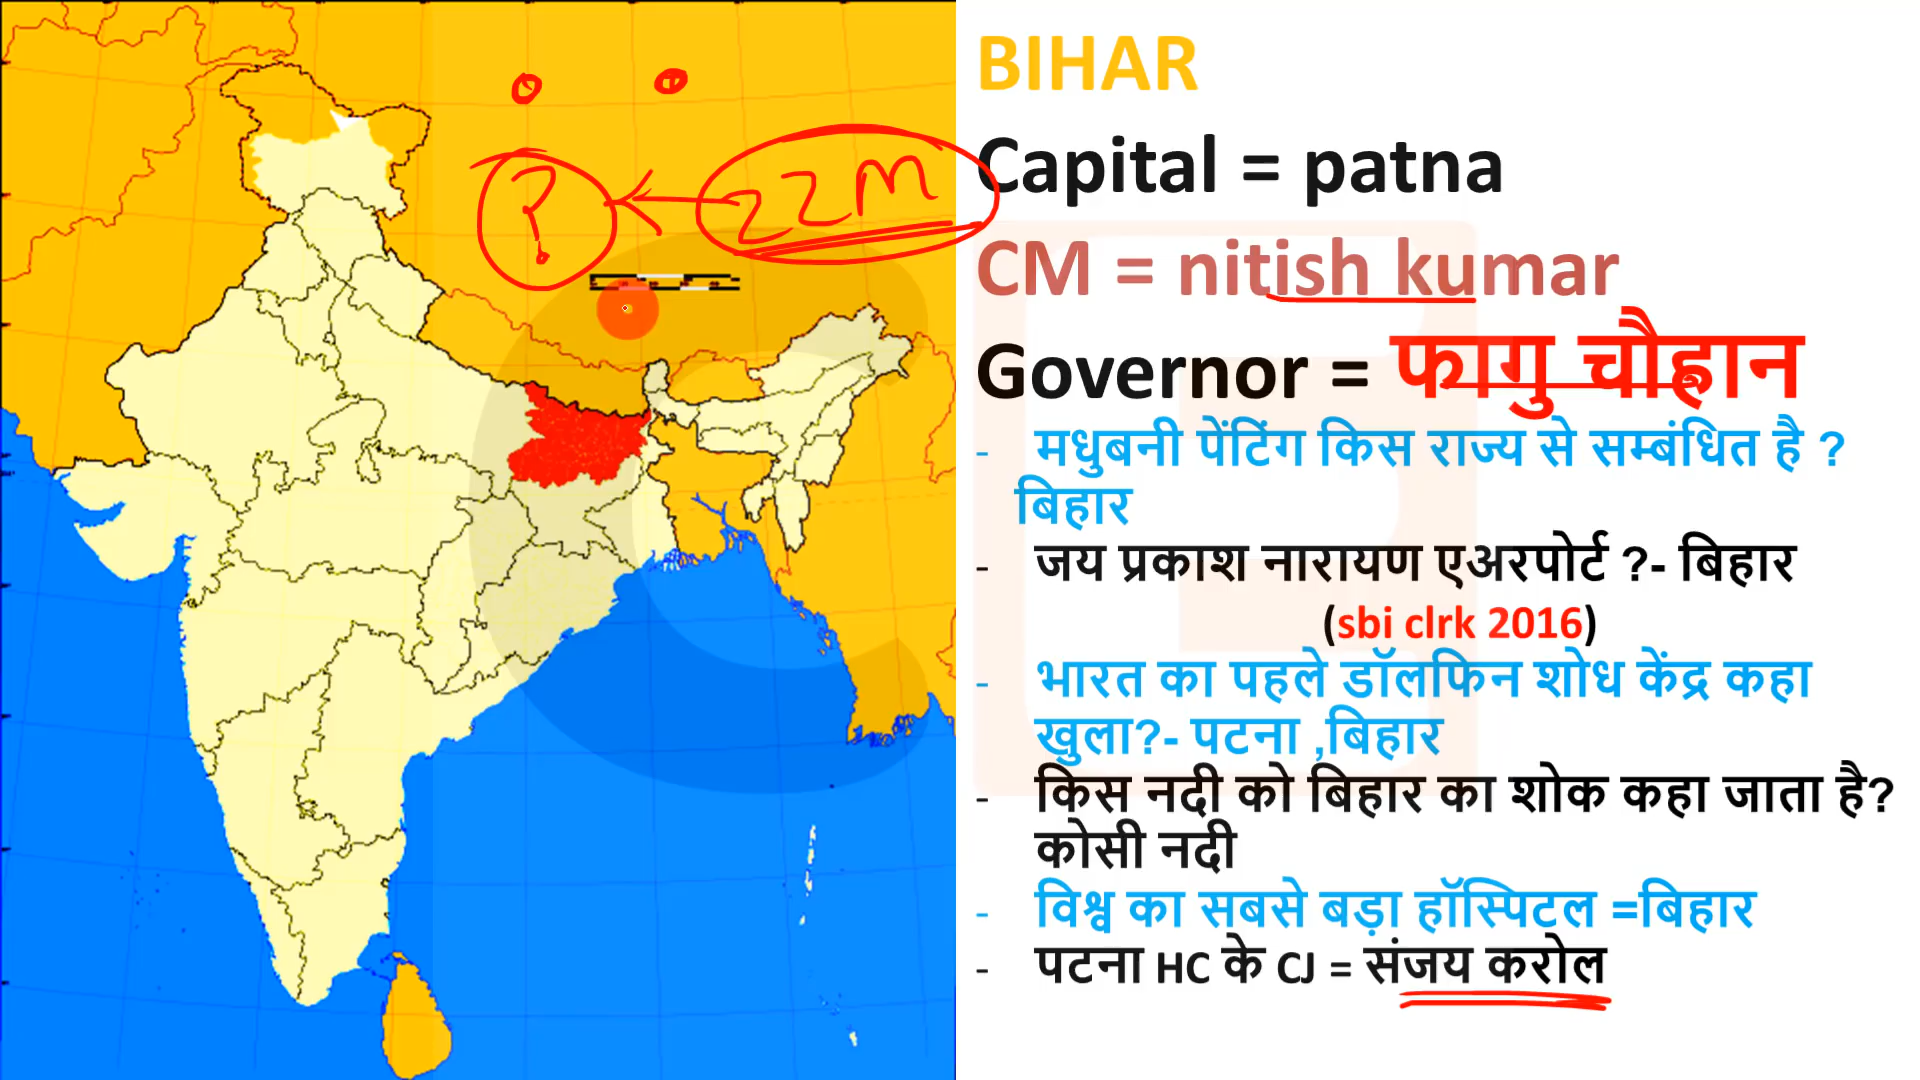 BIHAR
Capital = patna
CM = nitish kumar
Governor = फागु चौहान
- मधुबनी पेंटिंग किस राज्य से सम्बंधित है ?
बिहार
- जय प्रकाश नारायण एअरपोर्ट ?- बिहार
(sbi clrk 2016)
- भारत का पहले डॉलफिन शोध केंद्र कहा
खुला?- पटना ,बिहार
- किस नदी को बिहार का शोक कहा जाता है?
कोसी नदी
- विश्व का सबसे बड़ा हॉस्पिटल =बिहार
- पटना HC के CJ = संजय करोल
? ← 22M